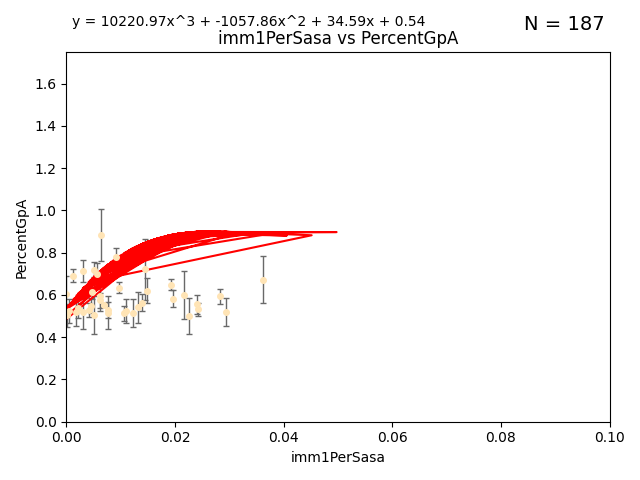 y = 10220.97x^3 + -1057.86x^2 + 34.59x + 0.54
N = 187
imm1PerSasa vs PercentGpA
1.6
1.4
1.2
1.0
0.8
0.6
0.4
0.2
0.0
PercentGpA
0.00 0.02 0.04 0.06 0.08 0.10
imm1PerSasa